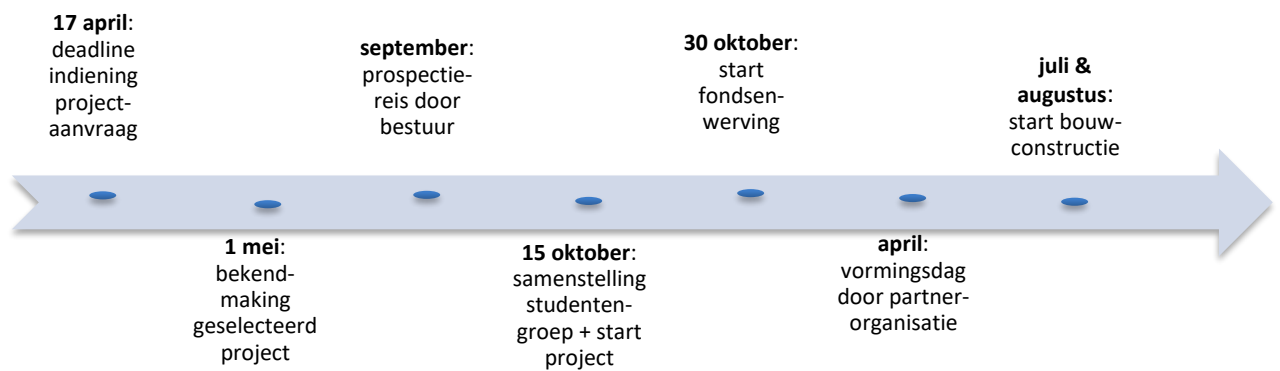 17 april:
deadline
indiening
project-
aanvraag
1 mei:
bekend-
making
geselecteerd
project
september:
prospectie-
reis door
bestuur
15 oktober:
samenstelling
studenten-
groep + start
project
30 oktober:
start
fondsen-
werving
april:
vormingsdag
door partner-
organisatie
juli &
augustus:
start bouw-
constructie